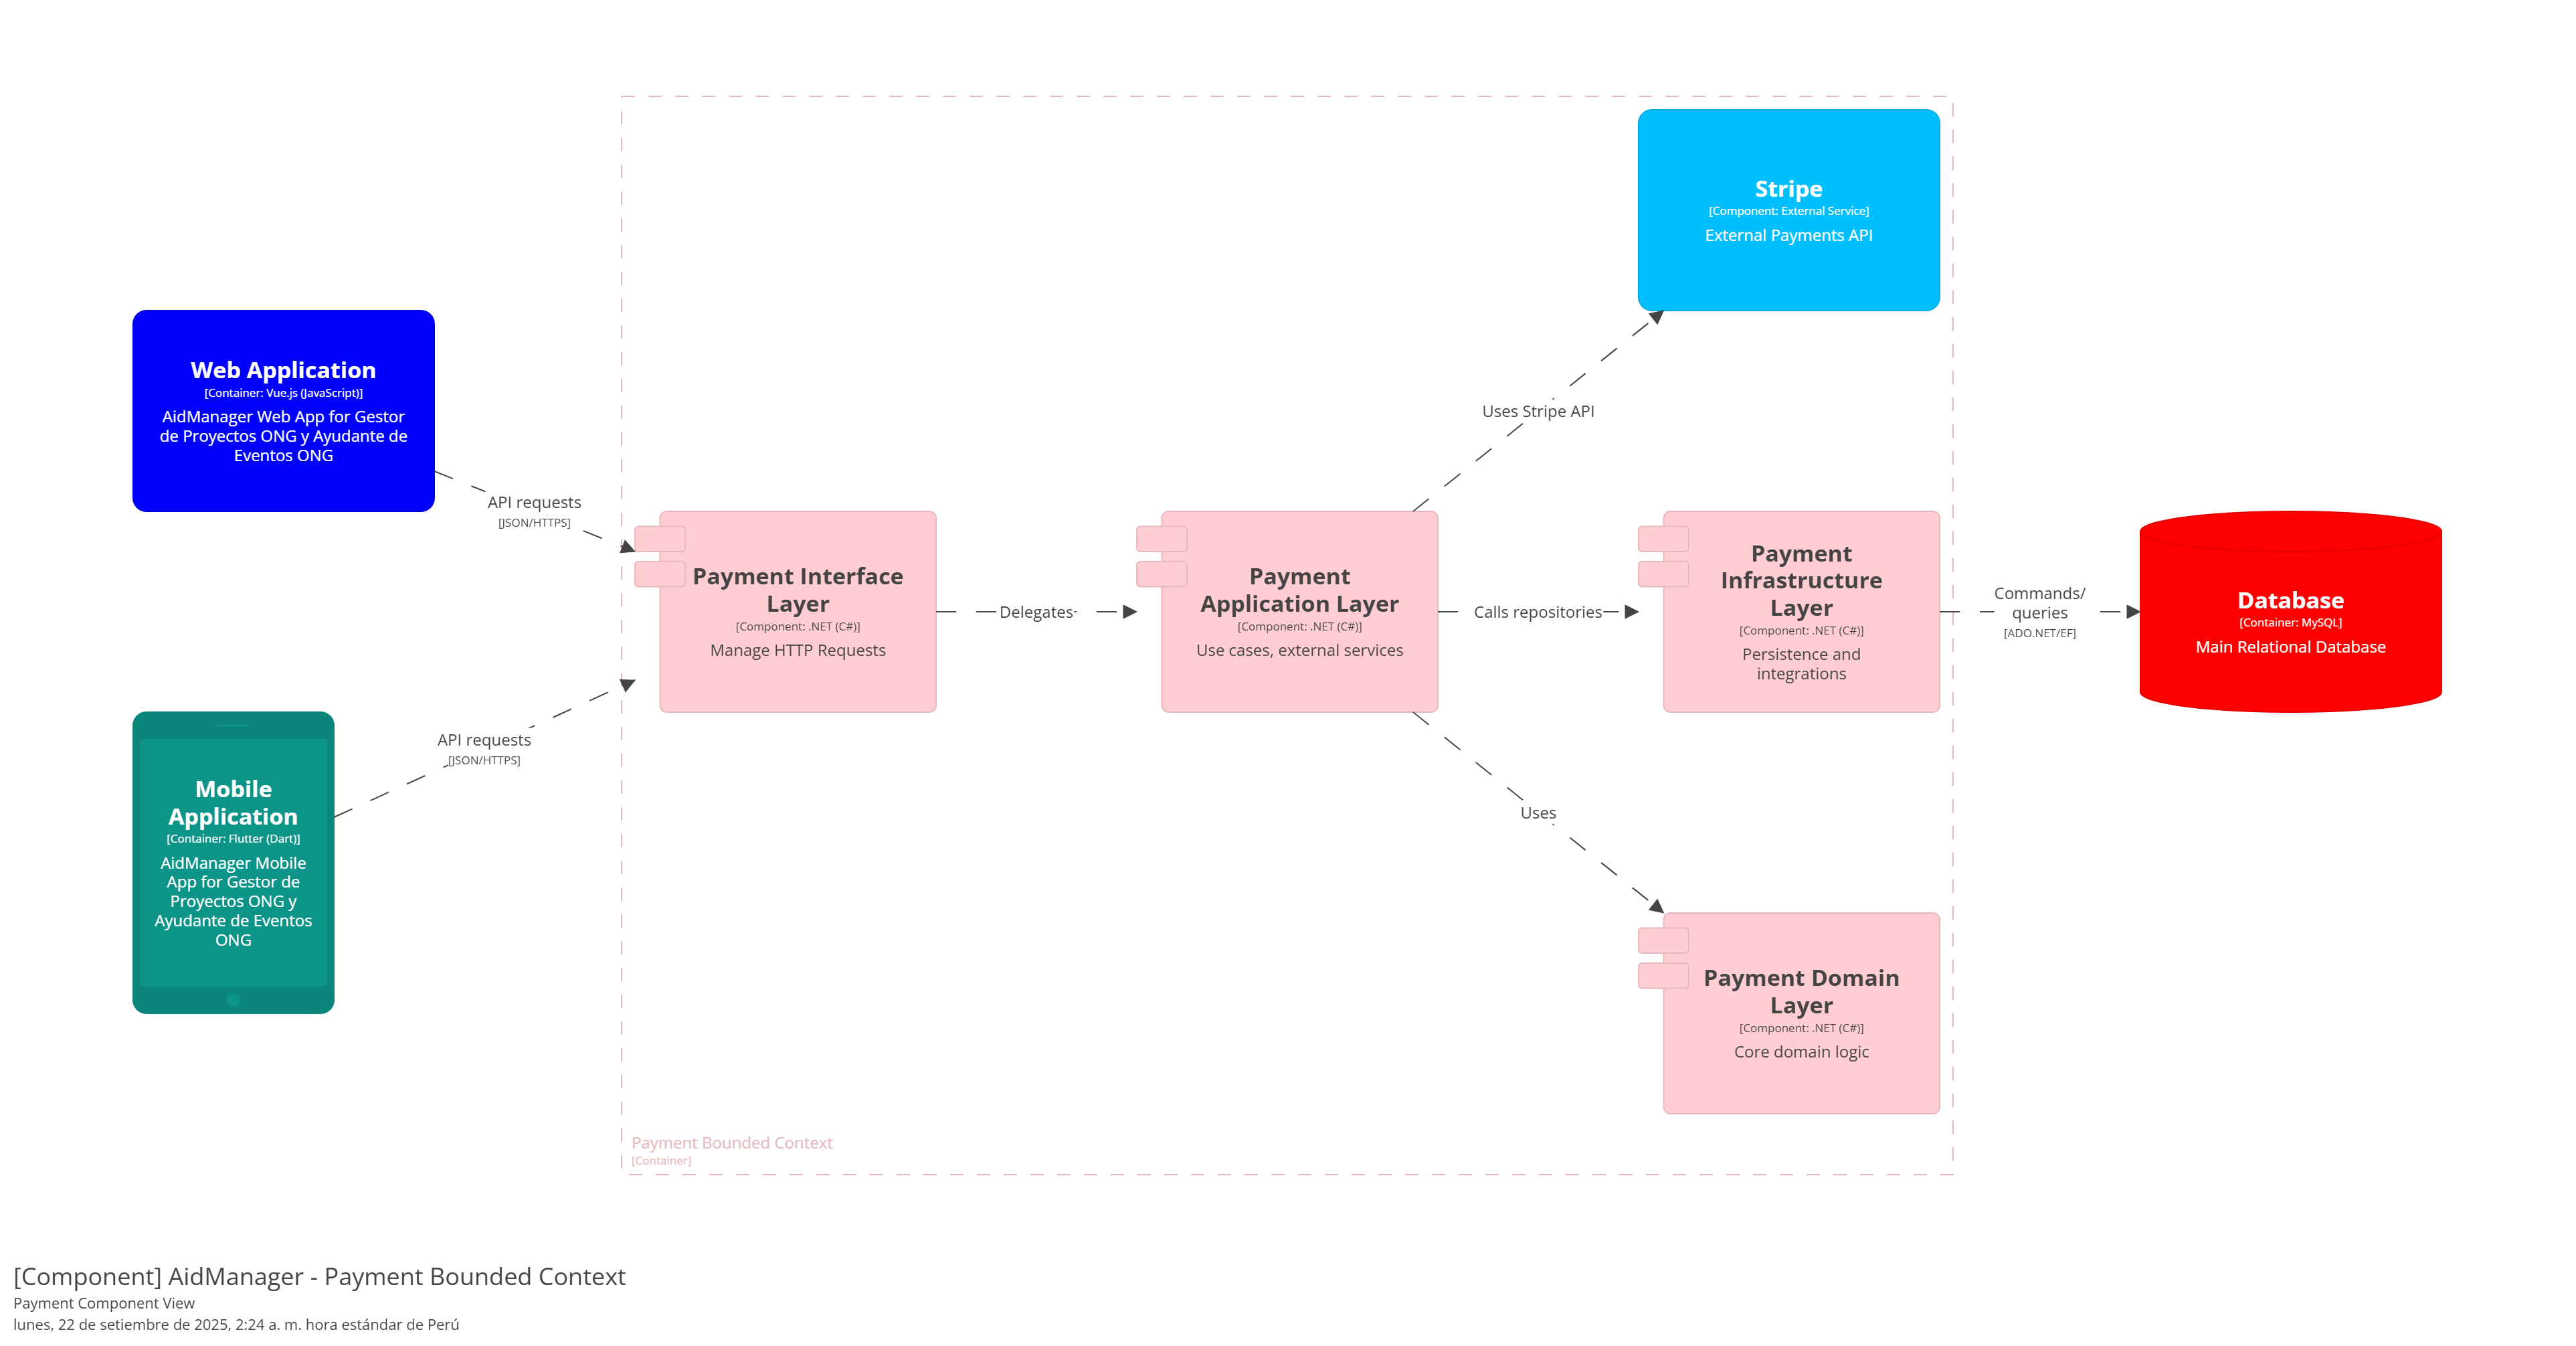 Stripe
[Component: External Service]
External Payments API
Web Application
[Container: Vue.js (JavaScript)]
AidManager Web App for Gestor
de Proyectos ONG y Ayudante de
Eventos ONG
Uses Stripe API
API requests
[JSON/HTTPS]
Payment Interface
Layer
[Component: .NET (C#)]
Manage HTTP Requests
Delegates
Payment
Application Layer
[Component: .NET (C#)]
Use cases, external services
Calls repositories
Payment
Infrastructure
Layer
[Component: .NET (C#)]
Persistence and
integrations
Commands/
queries
[ADO.NET/EF]
Database
[Container: MySQL]
Main Relational Database
API requests
[JSON/HTTPS]
Mobile
Application
[Container: Flutter (Dart)]
AidManager Mobile
App for Gestor de
Proyectos ONG y
Ayudante de Eventos
ONG
Uses
Payment Domain
Layer
[Component: .NET (C#)]
Core domain logic
Payment Bounded Context
[Container]
[Component] AidManager - Payment Bounded Context
Payment Component View
lunes, 22 de setiembre de 2025, 2:24 a. m. hora estándar de Perú